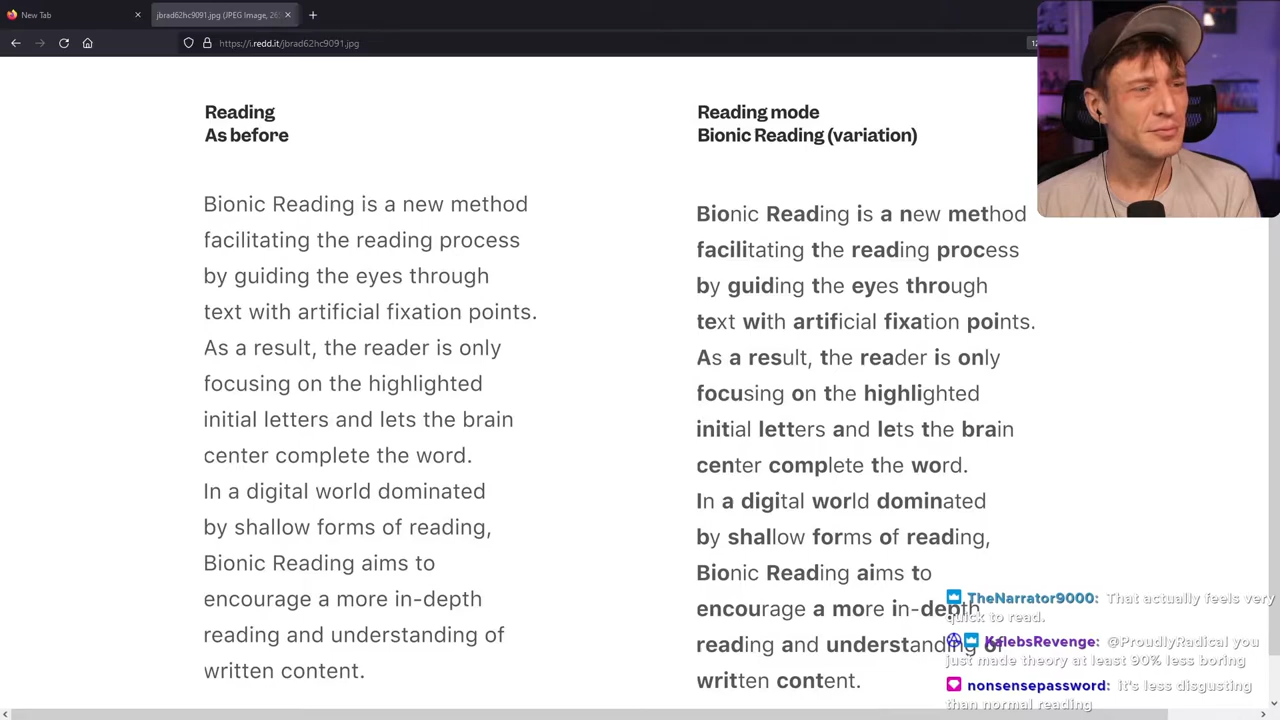 New Tab
jbrad62hc9091.jpg (JPEG Image, 26
https://i.redd.it/jbrad62hc9091.jpg
Reading
As before
Bionic Reading is a new method
facilitating the reading process
by guiding the eyes through
text with artificial fixation points.
As a result, the reader is only
focusing on the highlighted
initial letters and lets the brain
center complete the word.
In a digital world dominated
by shallow forms of reading,
Bionic Reading aims to
encourage a more in-depth
reading and understanding of
written content.
Reading mode
Bionic Reading (variation)
Bionic Reading is a new method
facilitating the reading process
by guiding the eyes through
text with artificial fixation points.
As a result, the reader is only
focusing on the highlighted
initial letters and lets the brain
center complete the word.
In a digital world dominated
by shallow forms of reading,
Bionic Reading aims to
encourage a more in-depth
reading and understanding of
written content.
TheNarrator9000: That actually feels very
quick to read.
KalebsRevenge: @ProudlyRadical you
just made theory at least 90% less boring
nonsensepassword: it's less disgusting
than normal reading